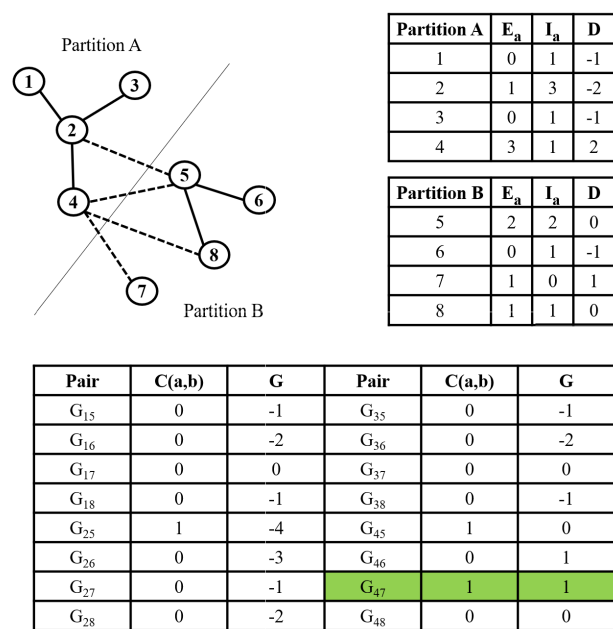 Partition A
1
3
2
5
4
6
8
7
Partition B
Partition A Ea Ia D
1 0 1 -1
2 1 3 -2
3 0 1 -1
4 3 1 2
Partition B Ea Ia D
5 2 2 0
6 0 1 -1
7 1 0 1
8 1 1 0
Pair C(a,b) G Pair C(a,b) G
G15 0 -1 G35 0 -1
G16 0 -2 G36 0 -2
G17 0 0 G37 0 0
G18 0 -1 G38 0 -1
G25 1 -4 G45 1 0
G26 0 -3 G46 0 1
G27 0 -1 G47 1 1
G28 0 -2 G48 0 0